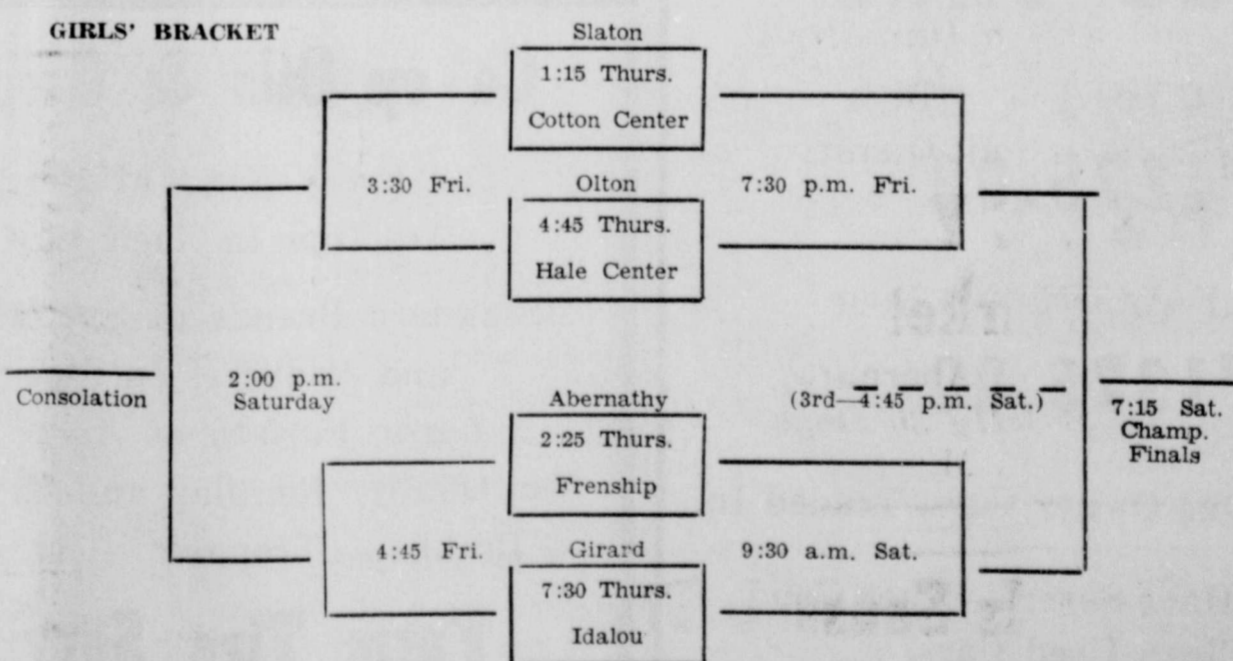 GIRLS' BRACKET
Slaton
1:15 Thurs.
Cotton Center
3:30 Fri.
Olton
7:30 p.m. Fri.
4:45 Thurs.
Hale Center
Consolation
2:00 p.m.
Saturday
Abernathy
(3rd—4:45 p.m. Sat.)
7:15 Sat.
Champ.
Finals
2:25 Thurs.
Frenship
4:45 Fri.
Girard
9:30 a.m. Sat.
7:30 Thurs.
Idalou